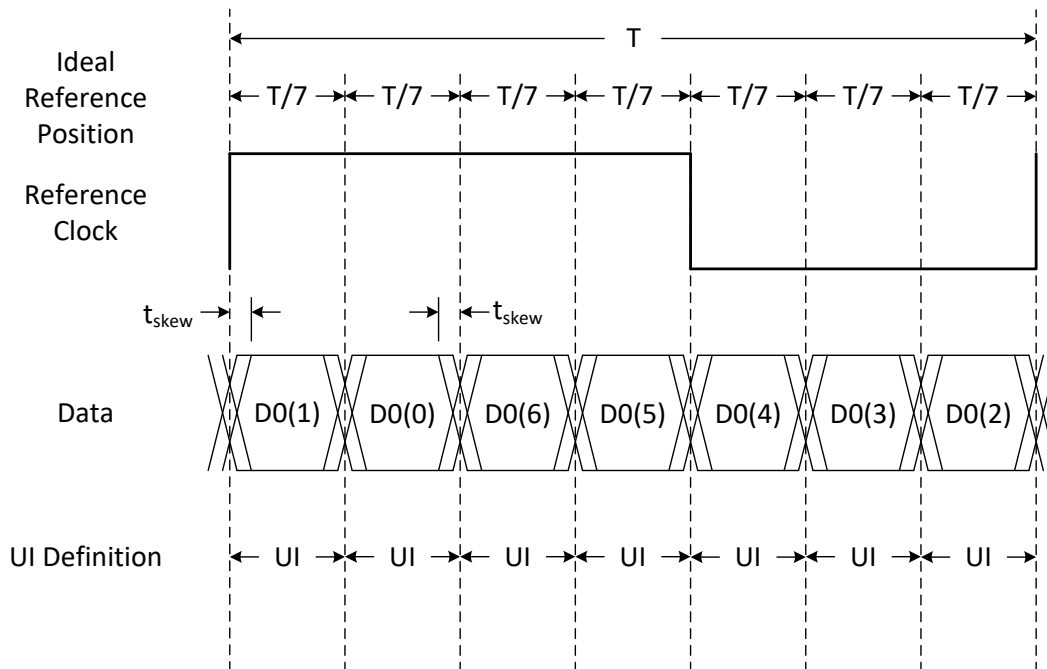 T
Ideal
Reference
Position
T/7 T/7 T/7 T/7 T/7 T/7 T/7
Reference
Clock
tskew tskew
Data D0(1) D0(0) D0(6) D0(5) D0(4) D0(3) D0(2)
UI Definition UI UI UI UI UI UI UI